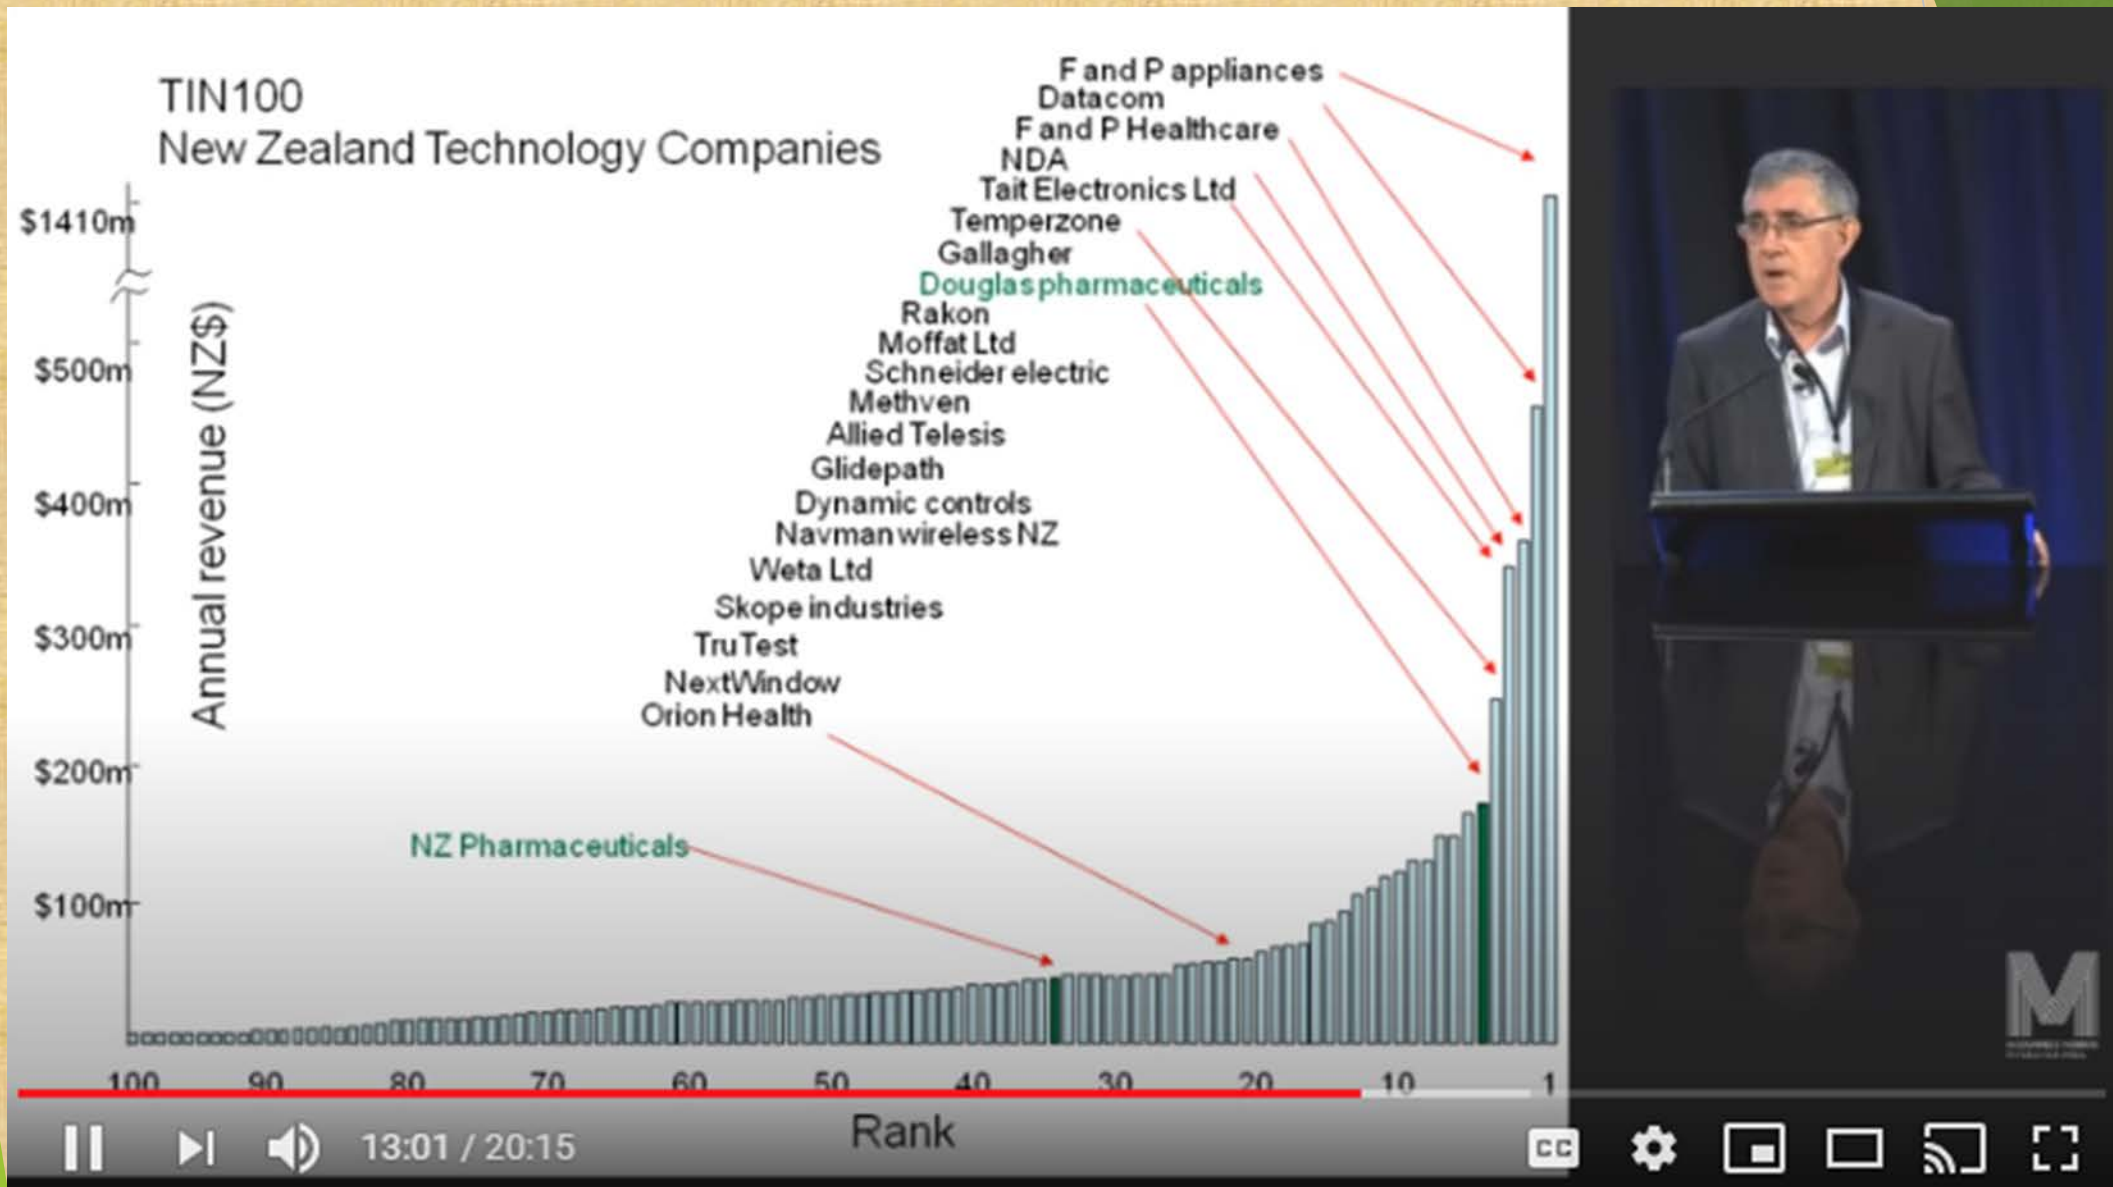 TIN100
New Zealand Technology Companies
F and P appliances
Datacom
F and P Healthcare
NDA
Tait Electronics Ltd
Temperzone
Gallagher
Douglas pharmaceuticals
Rakon
Moffat Ltd
Schneider electric
Methven
Allied Telesis
Glidepath
Dynamic controls
Navman wireless NZ
Weta Ltd
Skope industries
TruTest
NextWindow
Orion Health
NZ Pharmaceuticals
$1410m
$500m
$400m
$300m
$200m
$100m
Annual revenue (NZ$)
100 90 80 70 60 50 40 30 20 10 1
Rank
13:01 / 20:15
CC
M